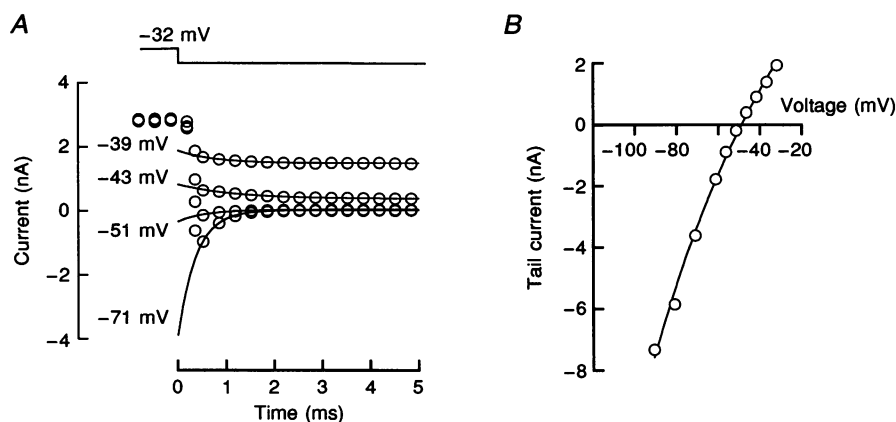 A
−32 mV
4
2
0
−2
−4
Current (nA)
−39 mV
−43 mV
−51 mV
−71 mV
0 1 2 3 4 5
Time (ms)
B
2
0
−2
−4
−6
−8
Tail current (nA)
Voltage (mV)
−100 −80 −40 −20